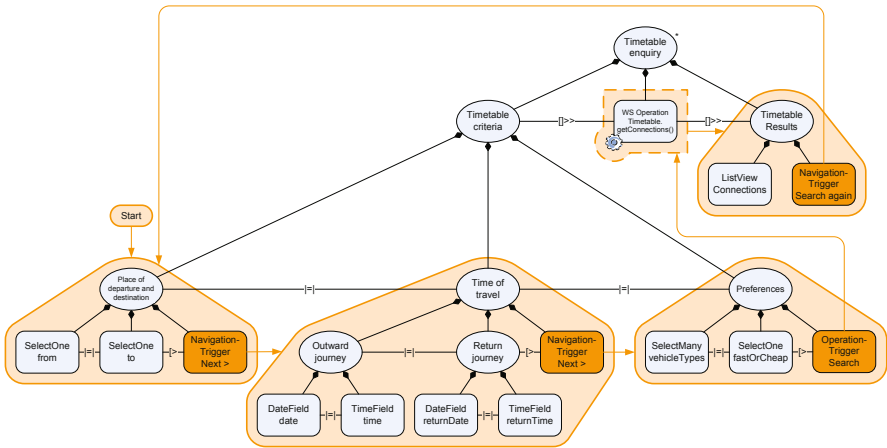 Timetable
enquiry
*
Timetable
criteria
[]>>
WS Operation
Timetable.
getConnections()
[]>>
Timetable
Results
ListView
Connections
Navigation-
Trigger
Search again
Start
Place of
departure and
destination
|=|
Time of
travel
|=|
Preferences
SelectOne
from
|=|
SelectOne
to
[>
Navigation-
Trigger
Next >
Outward
journey
|=|
Return
journey
[>
Navigation-
Trigger
Next >
SelectMany
vehicleTypes
|=|
SelectOne
fastOrCheap
[>
Operation-
Trigger
Search
DateField
date
|=|
TimeField
time
DateField
returnDate
|=|
TimeField
returnTime